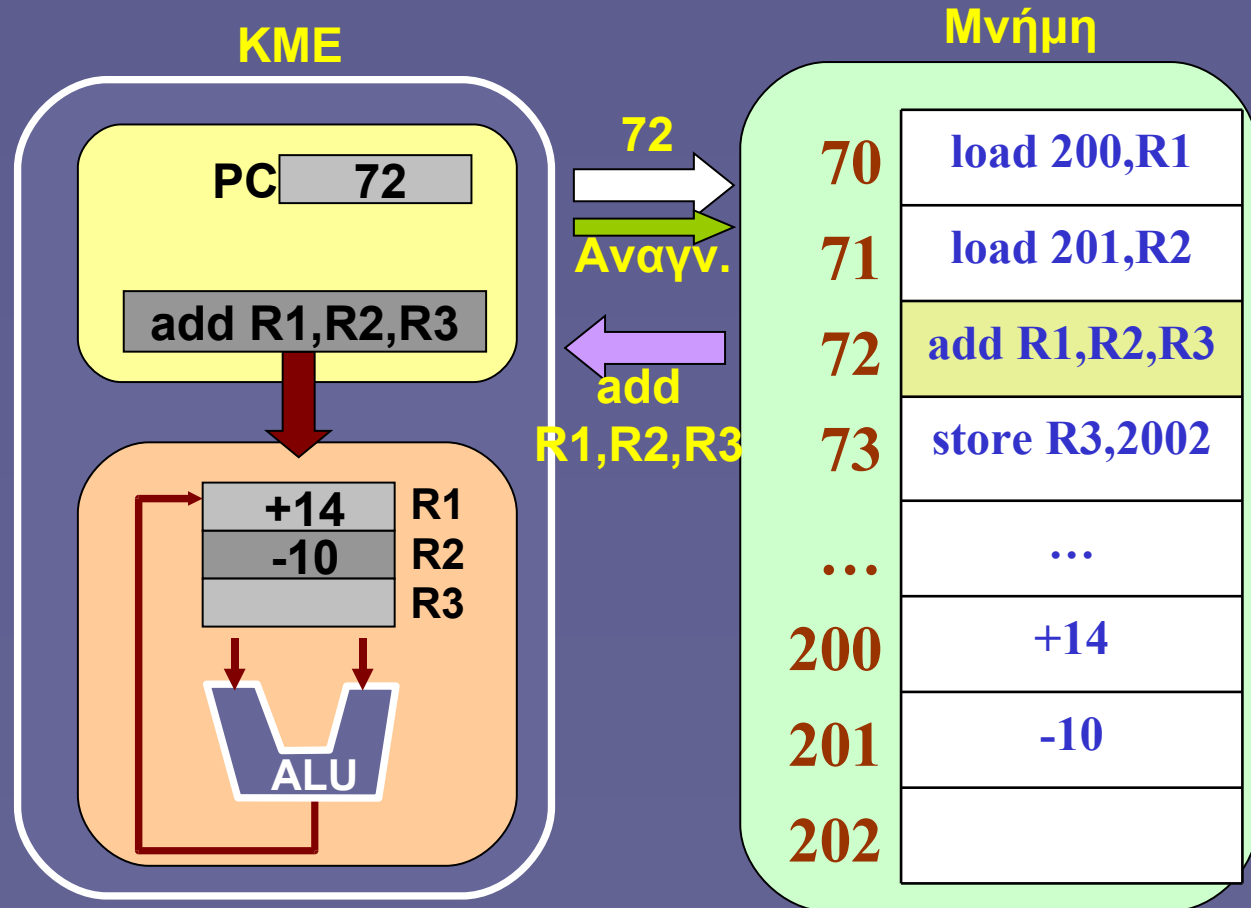 ΚΜΕ
PC 72
add R1,R2,R3
+14 R1
-10 R2
R3
ALU
72
Αναγν.
add
R1,R2,R3
Μνήμη
70 load 200,R1
71 load 201,R2
72 add R1,R2,R3
73 store R3,2002
... ...
200 +14
201 -10
202